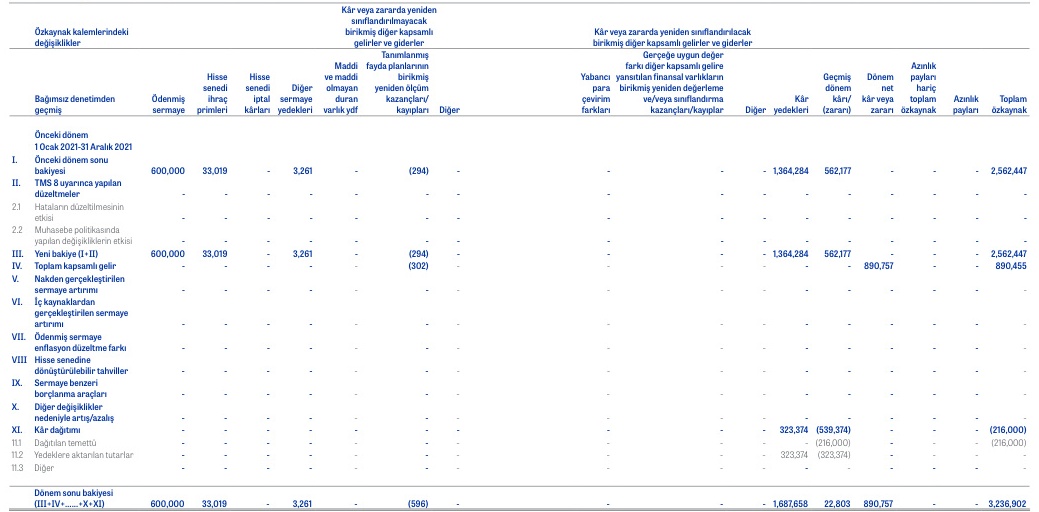 Özkaynak kalemlerindeki
değişiklikler
Kâr veya zararda yeniden
sınıflandırılmayacak
birikmiş diğer kapsamlı
gelirler ve giderler
Kâr veya zararda yeniden sınıflandırılacak
birikmiş diğer kapsamlı gelirler ve giderler
Bağımsız denetimden
geçmiş
Ödenmiş
sermaye
Hisse
senedi
ihraç
primleri
Hisse
senedi
iptal
kârları
Diğer
sermaye
yedekleri
Maddi
ve maddi
olmayan
duran
varlık ydf
Tanımlanmış
fayda planlarının
birikmiş
yeniden ölçüm
kazançları/
kayıpları
Diğer
Yabancı
para
çevirim
farkları
Gerçeğe uygun değer
farkı diğer kapsamlı gelire
yansıtılan finansal varlıkların
birikmiş yeniden değerleme
ve/veya sınıflandırma
kazançları/kayıplar
Diğer
Kâr
yedekleri
Geçmiş
dönem
kârı/
(zararı)
Dönem
net
kâr veya
zararı
Azınlık
payları
hariç
toplam
özkaynak
Azınlık
payları
Toplam
özkaynak
Önceki dönem
1 Ocak 2021-31 Aralık 2021
I. Önceki dönem sonu
bakiyesi 600,000 33,019 - 3,261 - (294) - - - - 1,364,284 562,177 - - - 2,562,447
II. TMS 8 uyarınca yapılan
düzeltmeler - - - - - - - - - - - - - - - -
2.1 Hataların düzeltilmesinin
etkisi - - - - - - - - - - - - - - - -
2.2 Muhasebe politikasında
yapılan değişikliklerin etkisi - - - - - - - - - - - - - - - -
III. Yeni bakiye (I+II) 600,000 33,019 - 3,261 - (294) - - - - 1,364,284 562,177 - - - 2,562,447
IV. Toplam kapsamlı gelir - - - - - (302) - - - - - - 890,757 - - 890,455
V. Nakden gerçekleştirilen
sermaye artırımı - - - - - - - - - - - - - - - -
VI. İç kaynaklardan
gerçekleştirilen sermaye
artırımı - - - - - - - - - - - - - - - -
VII. Ödenmiş sermaye
enflasyon düzeltme farkı - - - - - - - - - - - - - - - -
VIII Hisse senedine
dönüştürülebilir tahviller - - - - - - - - - - - - - - - -
IX. Sermaye benzeri
borçlanma araçları - - - - - - - - - - - - - - - -
X. Diğer değişiklikler
nedeniyle artış/azalış - - - - - - - - - - - - - - - -
XI. Kâr dağıtımı - - - - - - - - - - 323,374 (539,374) - - - (216,000)
11.1 Dağıtılan temettü - - - - - - - - - - - (216,000) - - - (216,000)
11.2 Yedeklere aktarılan tutarlar - - - - - - - - - - 323,374 (323,374) - - - -
11.3 Diğer - - - - - - - - - - - - - - - -
Dönem sonu bakiyesi
(III+IV+......+X+XI) 600,000 33,019 - 3,261 - (596) - - - - 1,687,658 22,803 890,757 - - 3,236,902